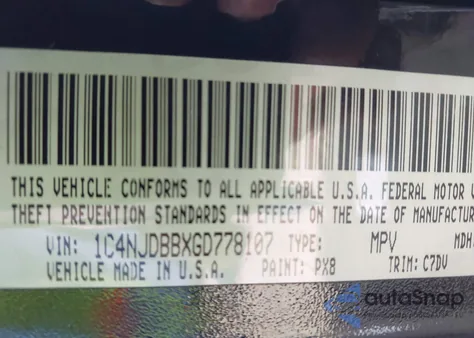 THIS VEHICLE CONFORMS TO ALL APPLICABLE U.S.A. FEDERAL MOTOR
THEFT PREVENTION STANDARDS IN EFFECT ON THE DATE OF MANUFACTUR
VIN: 1C4NJDBBXGD778107 TYPE: MPV MDH
VEHICLE MADE IN U.S.A. PAINT: PX8 TRIM: C7DV
autoSnap